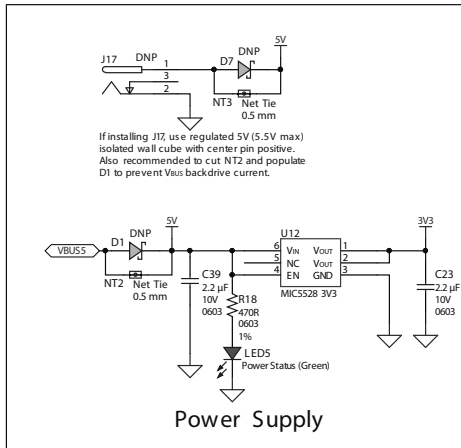 5V
J17 DNP
DNP
D7
1
3
2
NT3 Net Tie
0.5 mm
If installing J17, use regulated 5V (5.5V max)
isolated wall cube with center pin positive.
Also recommended to cut NT2 and populate
D1 to prevent VBUS backdrive current.
VBUS5
DNP
D1
NT2 Net Tie
0.5 mm
5V
C39
2.2 µF
10V
0603
R18
470R
0603
1%
LED5
Power Status (Green)
U12
6 VIN VOUT 1
5 NC VOUT 2
4 EN GND 3
MIC5528 3V3
3V3
C23
2.2 µF
10V
0603
Power Supply